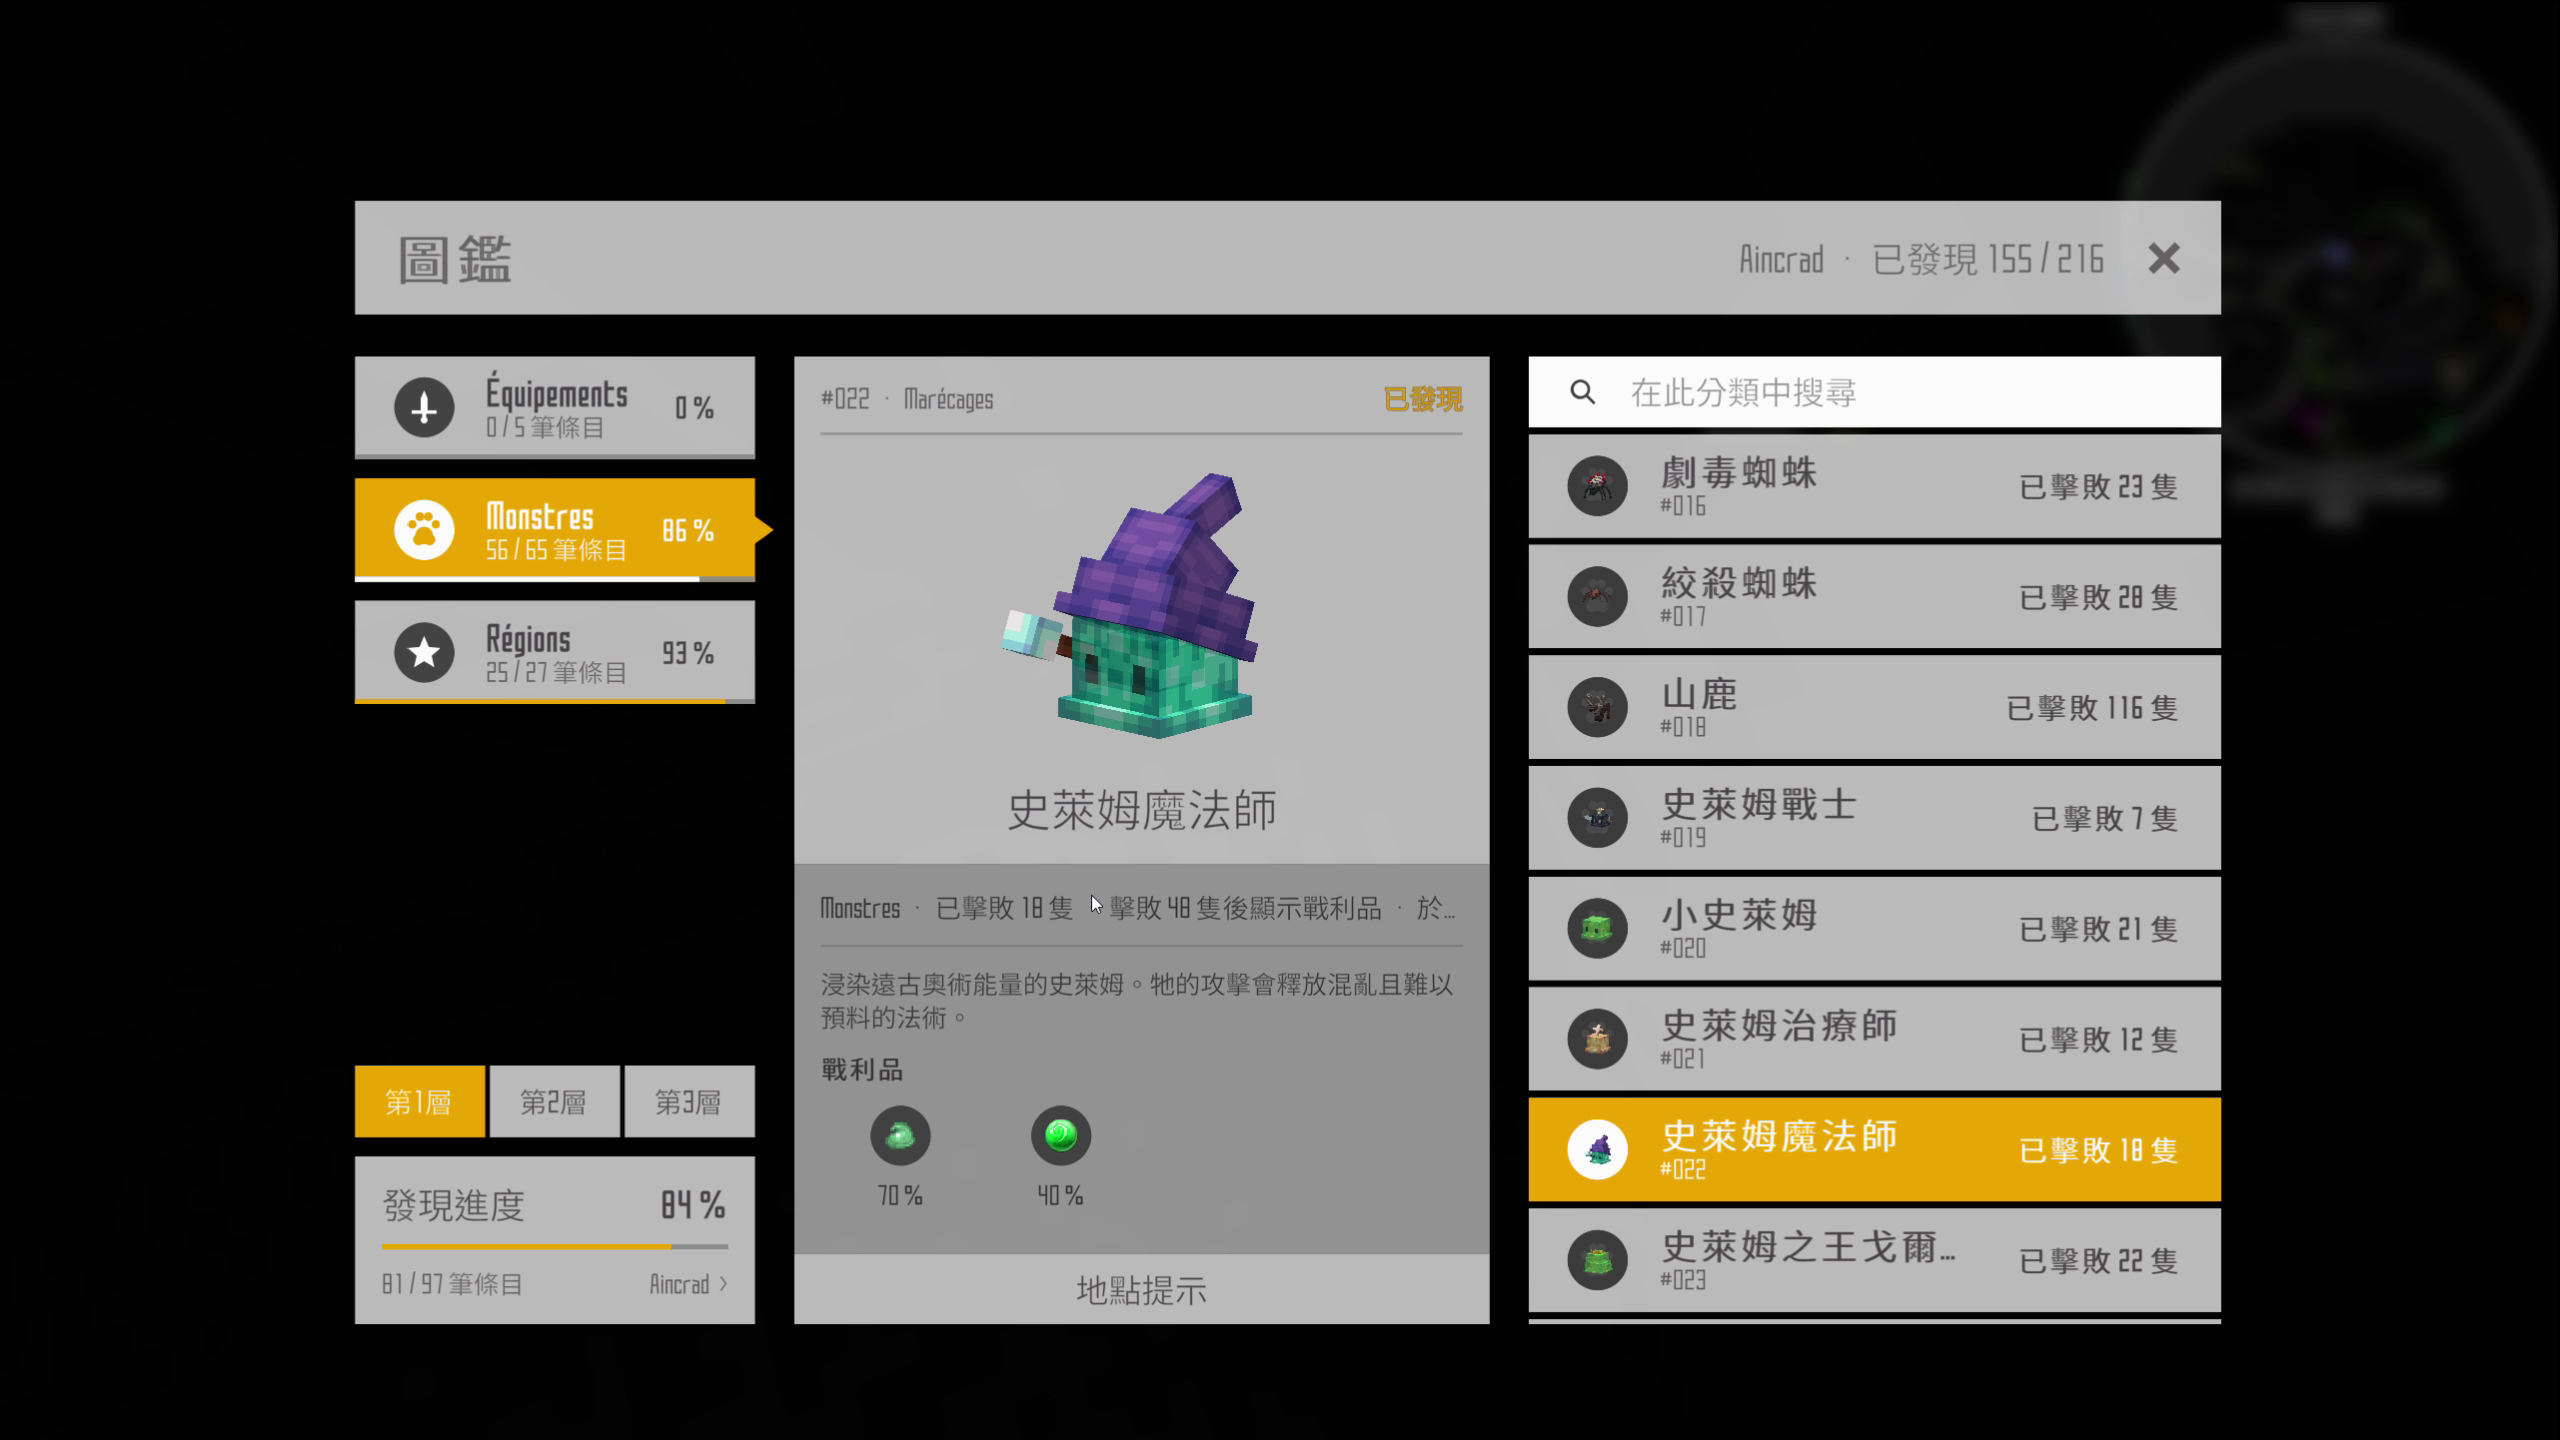 圖鑑
Aincrad · 已發現 155 / 216
Équipements
0 / 5 筆條目
0 %
Monstres
56 / 65 筆條目
86 %
Régions
25 / 27 筆條目
93 %
第1層
第2層
第3層
發現進度
84 %
81 / 97 筆條目
Aincrad ›
#022 · Marécages
已發現
史萊姆魔法師
Monstres · 已擊敗 18 隻 · 擊敗 48 隻後顯示戰利品 · 於...
浸染遠古奧術能量的史萊姆。牠的攻擊會釋放混亂且難以
預料的法術。
戰利品
70 %
40 %
地點提示
在此分類中搜尋
劇毒蜘蛛
#016
已擊敗 23 隻
絞殺蜘蛛
#017
已擊敗 28 隻
山鹿
#018
已擊敗 116 隻
史萊姆戰士
#019
已擊敗 7 隻
小史萊姆
#020
已擊敗 21 隻
史萊姆治療師
#021
已擊敗 12 隻
史萊姆魔法師
#022
已擊敗 18 隻
史萊姆之王戈爾...
#023
已擊敗 22 隻